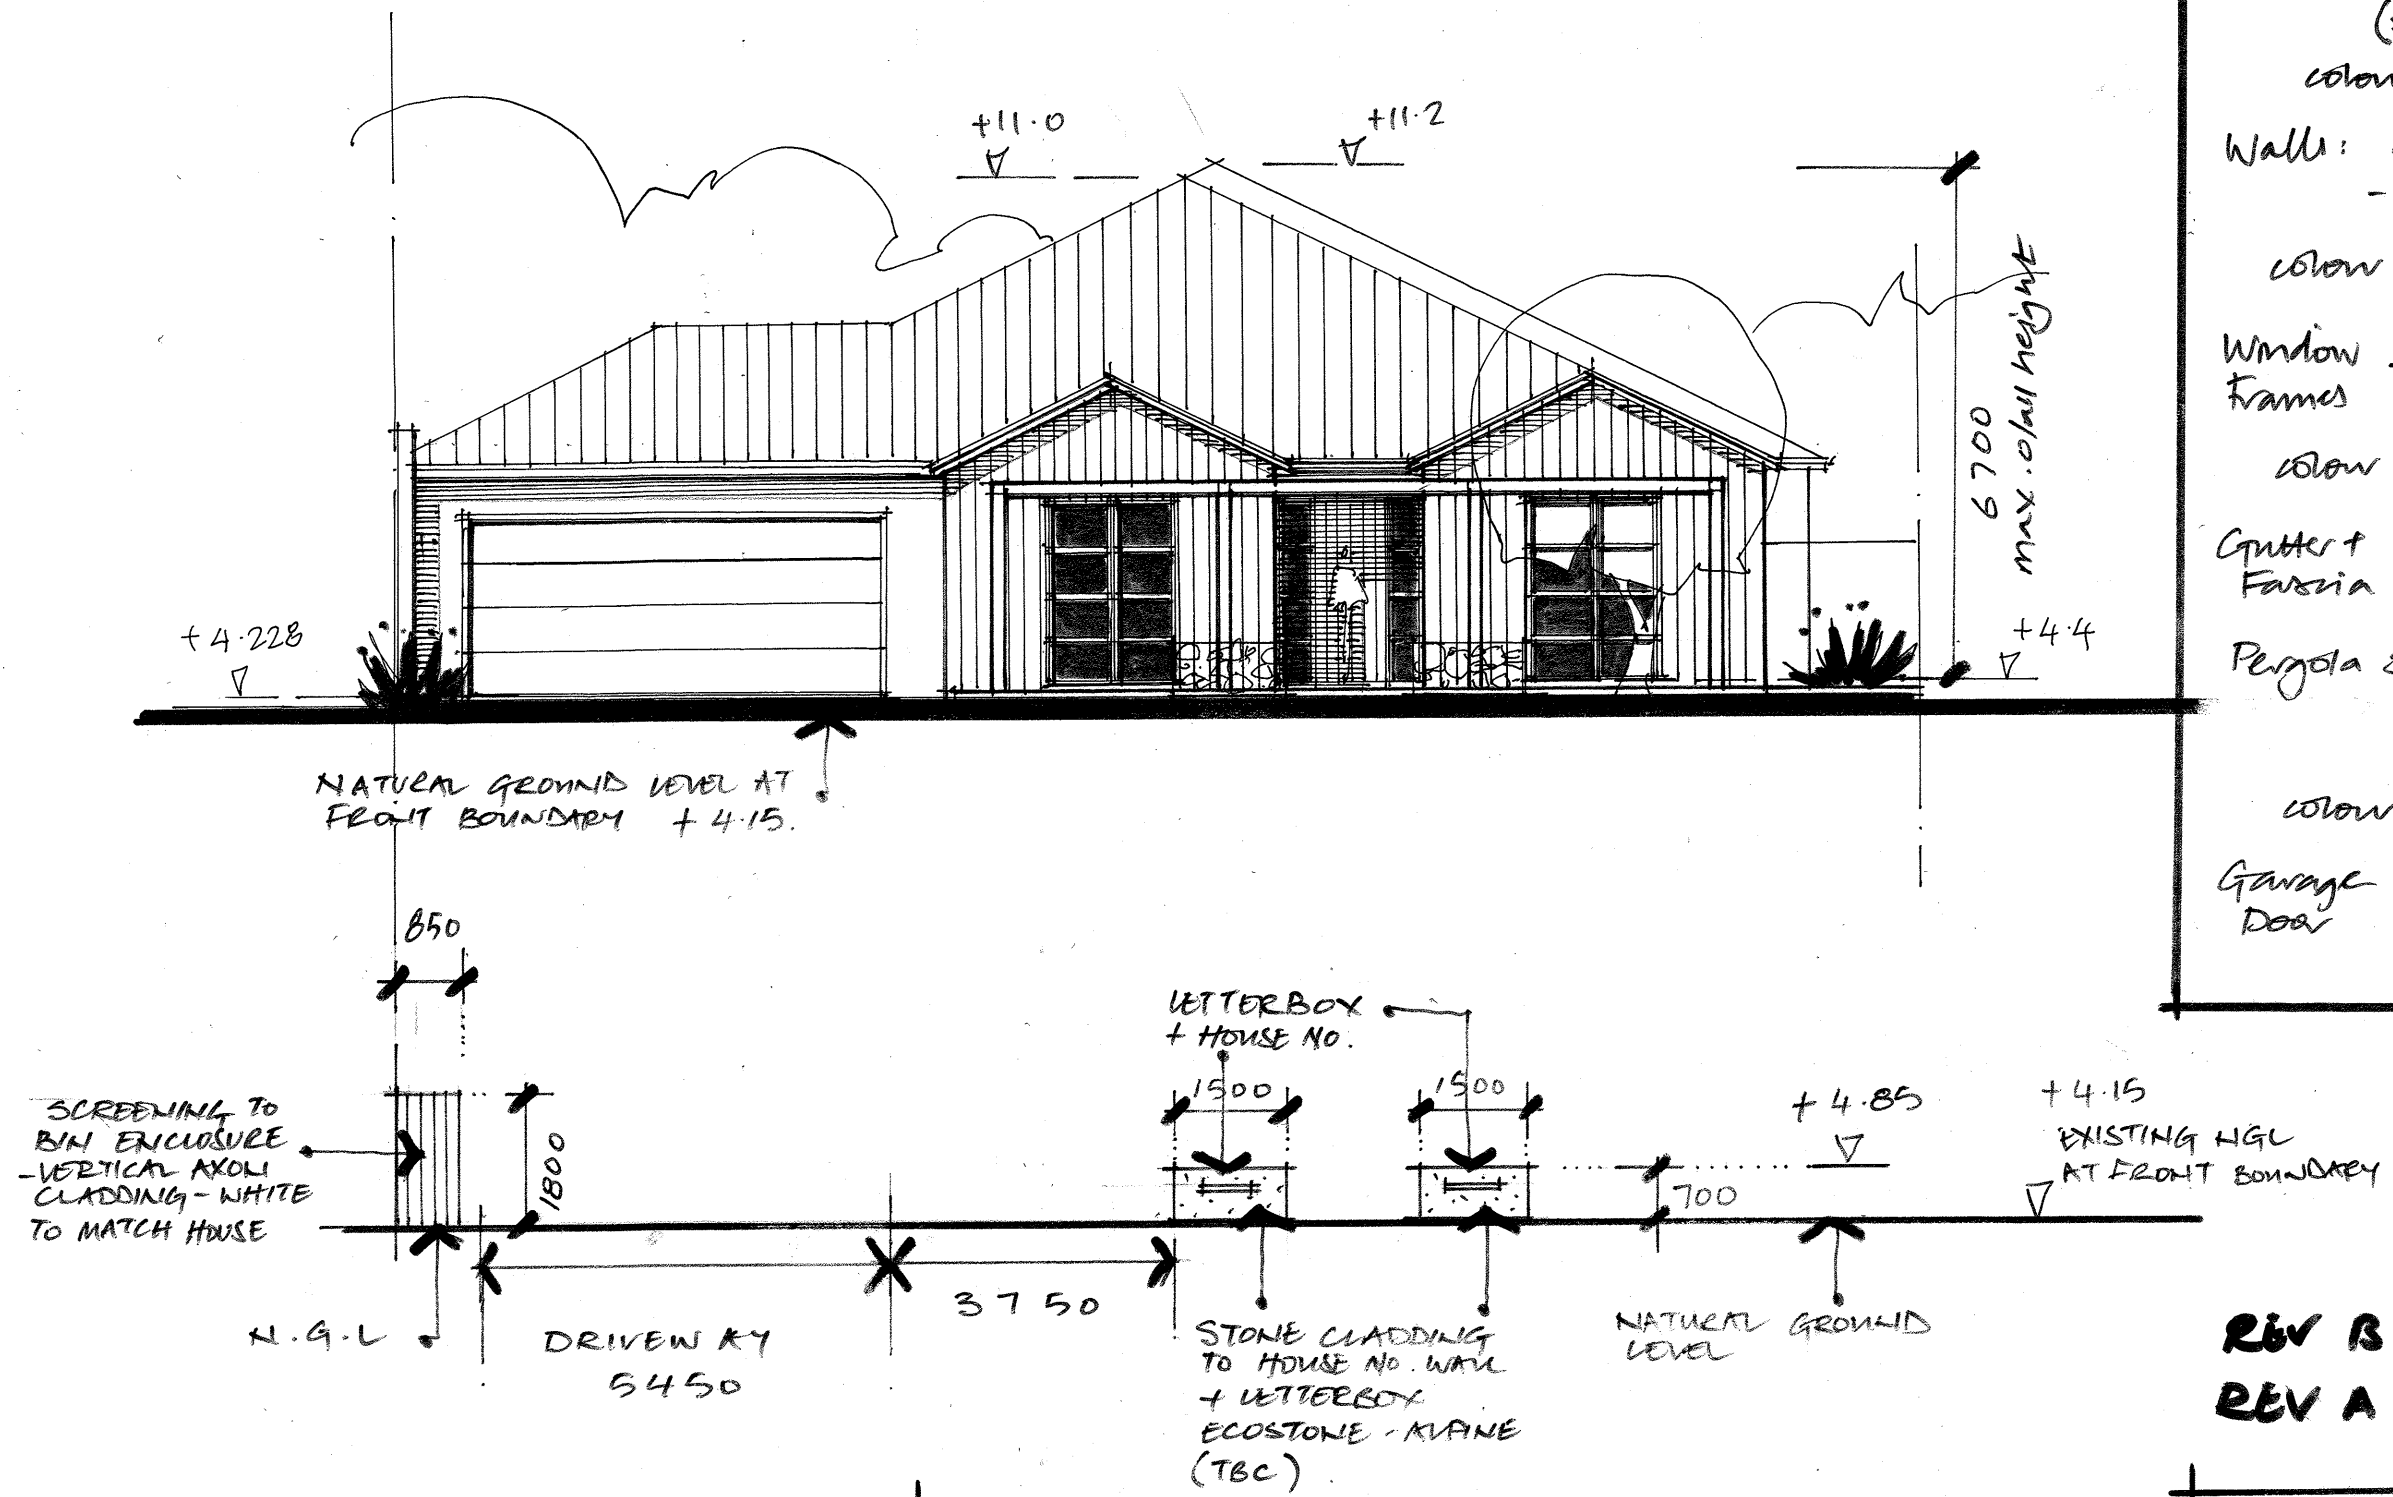 +11.0
+11.2
6700
max. o/all height
+4.228
+4.4
NATURAL GROUND LEVEL AT
FRONT BOUNDARY +4.15.
850
SCREENING TO
BIN ENCLOSURE
-VERTICAL AXON
CLADDING - WHITE
TO MATCH HOUSE
1800
LETTERBOX
+ HOUSE NO.
1500
1500
+4.85
+4.15
EXISTING NGL
AT FRONT BOUNDARY
700
N.G.L
DRIVEWAY
5450
3750
STONE CLADDING
TO HOUSE NO. WALL
+ LETTERBOX
ECOSTONE - ALPINE
(TBC)
NATURAL GROUND
LEVEL
Walls:
-
colour
Window
Frames
colour
Gutter +
Fascia
Pergola
colour
Garage
Door
REV B
REV A